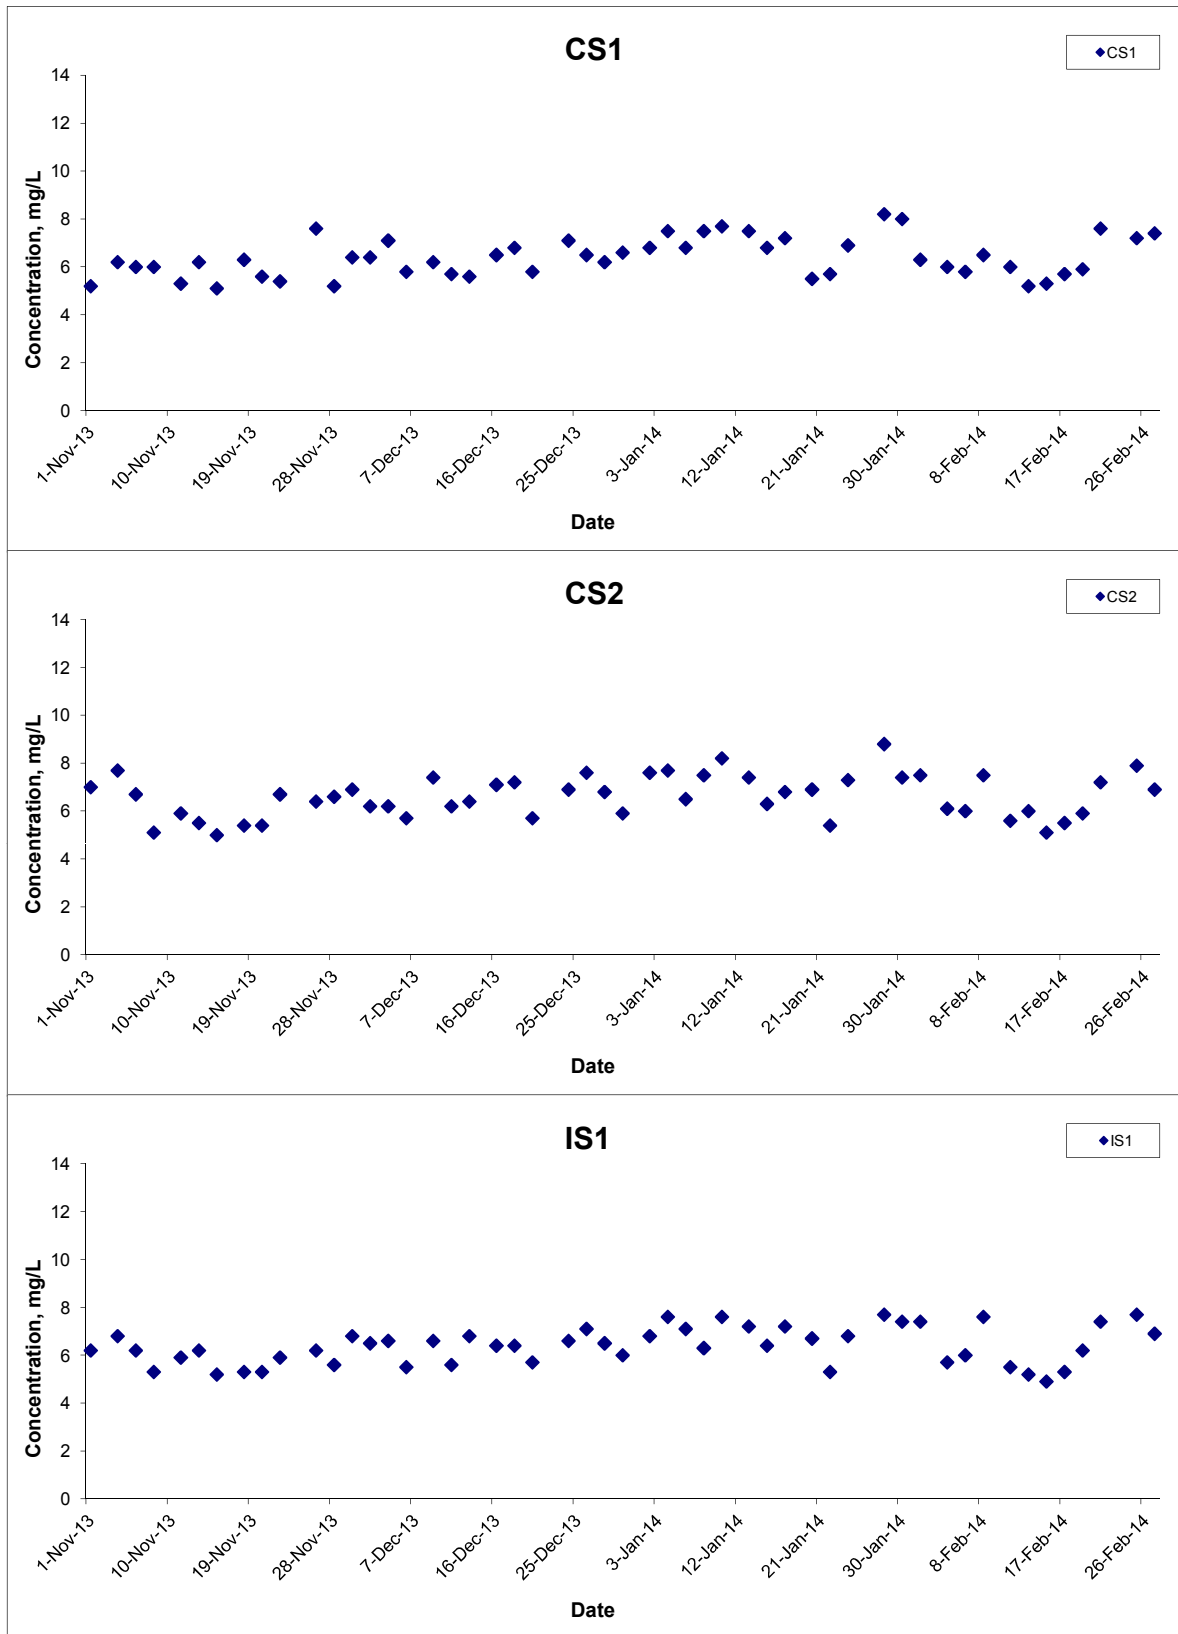 CS1
CS1
14
12
10
8
6
4
2
0
Concentration, mg/L
1-Nov-13
10-Nov-13
19-Nov-13
28-Nov-13
7-Dec-13
16-Dec-13
25-Dec-13
3-Jan-14
12-Jan-14
21-Jan-14
30-Jan-14
8-Feb-14
17-Feb-14
26-Feb-14
Date
CS2
CS2
14
12
10
8
6
4
2
0
Concentration, mg/L
1-Nov-13
10-Nov-13
19-Nov-13
28-Nov-13
7-Dec-13
16-Dec-13
25-Dec-13
3-Jan-14
12-Jan-14
21-Jan-14
30-Jan-14
8-Feb-14
17-Feb-14
26-Feb-14
Date
IS1
IS1
14
12
10
8
6
4
2
0
Concentration, mg/L
1-Nov-13
10-Nov-13
19-Nov-13
28-Nov-13
7-Dec-13
16-Dec-13
25-Dec-13
3-Jan-14
12-Jan-14
21-Jan-14
30-Jan-14
8-Feb-14
17-Feb-14
26-Feb-14
Date